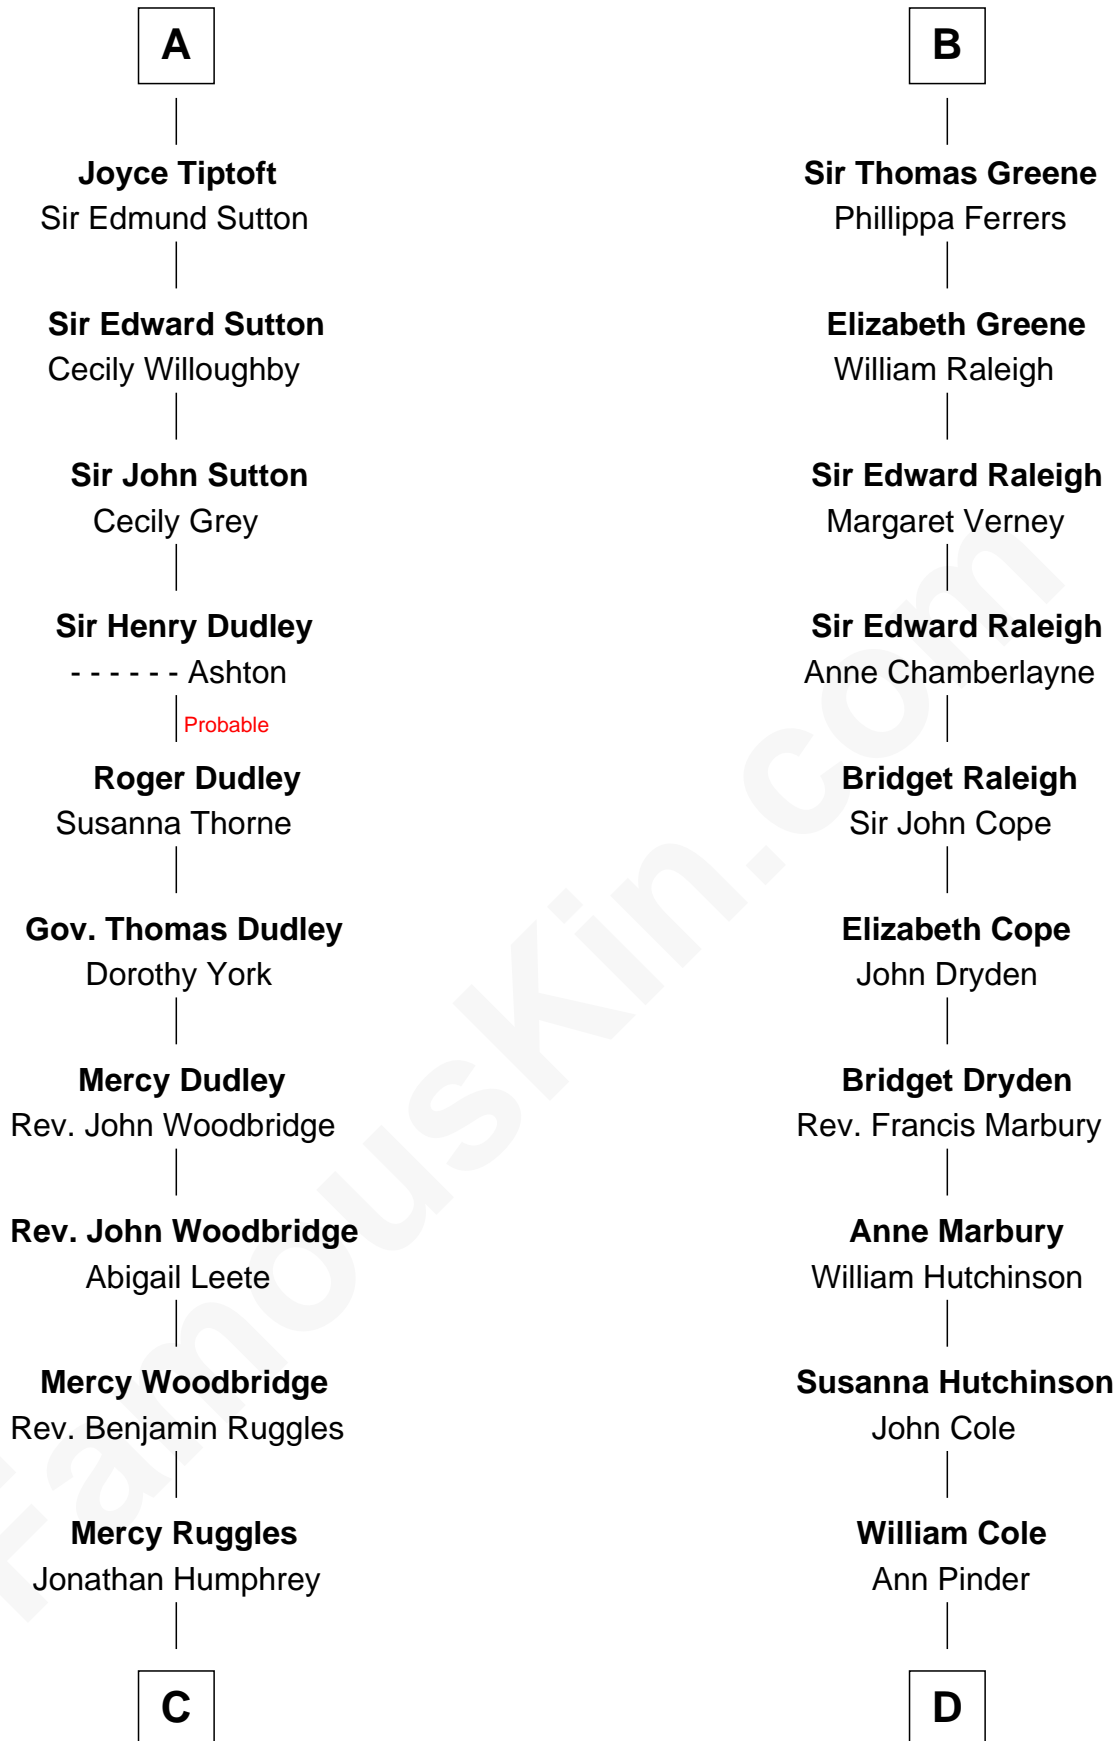 A
Joyce Tiptoft
Sir Edmund Sutton
Sir Edward Sutton
Cecily Willoughby
Sir John Sutton
Cecily Grey
Sir Henry Dudley
- - - - - - Ashton
Probable
Roger Dudley
Susanna Thorne
Gov. Thomas Dudley
Dorothy York
Mercy Dudley
Rev. John Woodbridge
Rev. John Woodbridge
Abigail Leete
Mercy Woodbridge
Rev. Benjamin Ruggles
Mercy Ruggles
Jonathan Humphrey
C
B
Sir Thomas Greene
Phillippa Ferrers
Elizabeth Greene
William Raleigh
Sir Edward Raleigh
Margaret Verney
Sir Edward Raleigh
Anne Chamberlayne
Bridget Raleigh
Sir John Cope
Elizabeth Cope
John Dryden
Bridget Dryden
Rev. Francis Marbury
Anne Marbury
William Hutchinson
Susanna Hutchinson
John Cole
William Cole
Ann Pinder
D
FamousKin.com